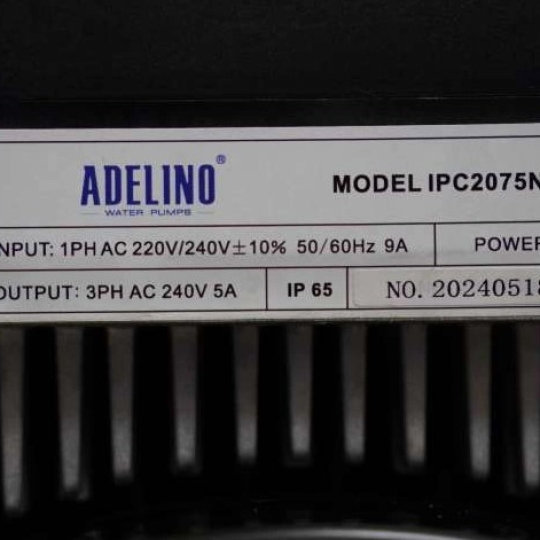 ADELINO®
WATER PUMPS
MODEL IPC2075N
INPUT: 1PH AC 220V/240V±10% 50/60Hz 9A
POWER
OUTPUT: 3PH AC 240V 5A
IP 65
NO. 20240518